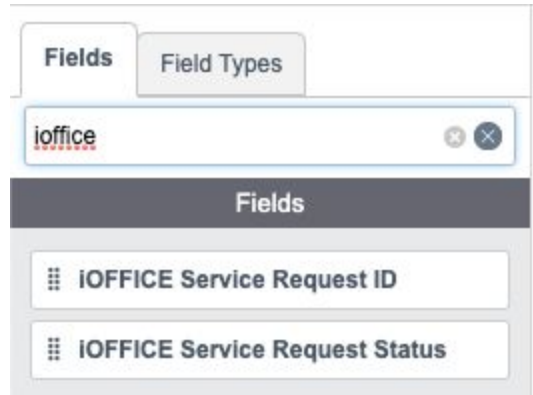 Fields
Field Types
ioffice
Fields
iOFFICE Service Request ID
iOFFICE Service Request Status